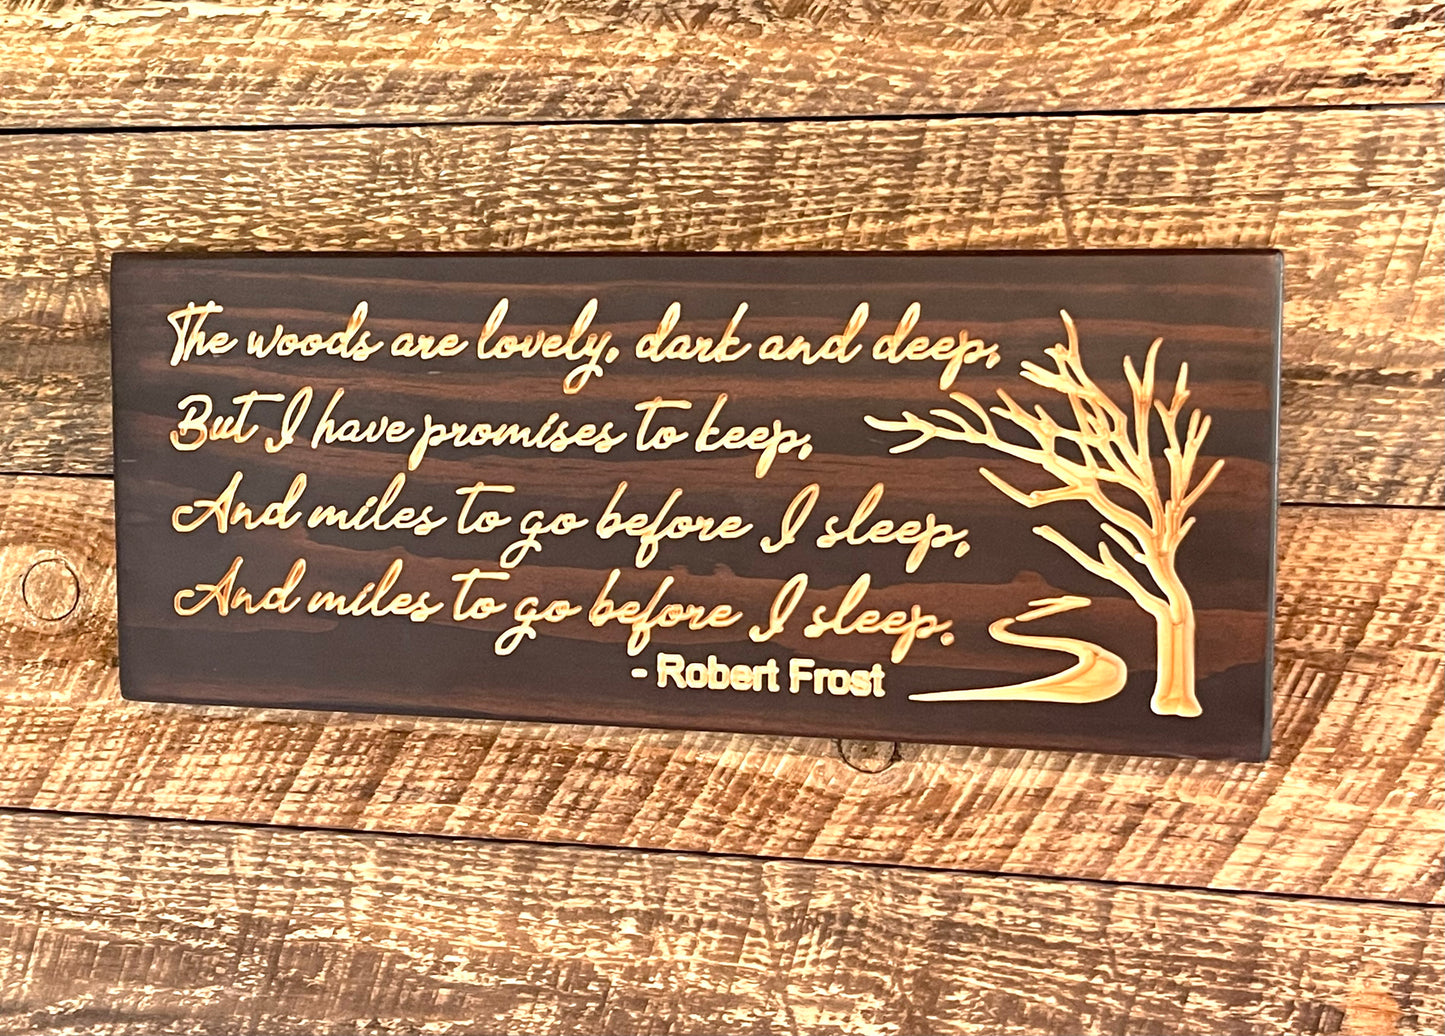 The woods are lovely, dark and deep,
But I have promises to keep,
And miles to go before I sleep,
And miles to go before I sleep.
- Robert Frost